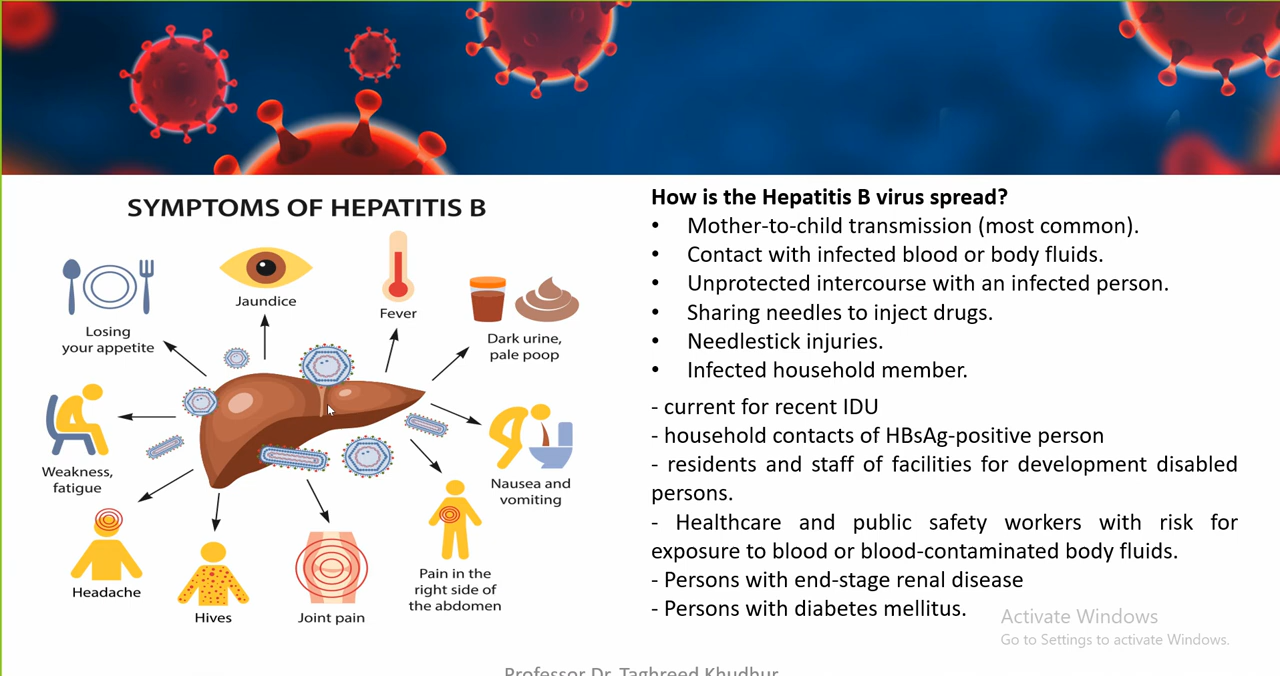 SYMPTOMS OF HEPATITIS B
Losing
your appetite
Jaundice
Fever
Dark urine,
pale poop
Weakness,
fatigue
Nausea and
vomiting
Headache
Hives
Joint pain
Pain in the
right side of
the abdomen
How is the Hepatitis B virus spread?
• Mother-to-child transmission (most common).
• Contact with infected blood or body fluids.
• Unprotected intercourse with an infected person.
• Sharing needles to inject drugs.
• Needlestick injuries.
• Infected household member.
- current for recent IDU
- household contacts of HBsAg-positive person
- residents and staff of facilities for development disabled
persons.
- Healthcare and public safety workers with risk for
exposure to blood or blood-contaminated body fluids.
- Persons with end-stage renal disease
- Persons with diabetes mellitus.
Activate Windows
Go to Settings to activate Windows.
Professor Dr. Taghreed Khudhur